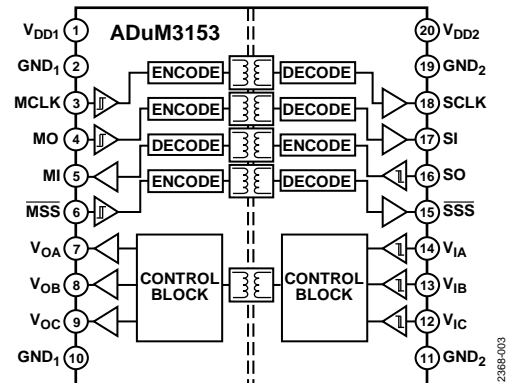 ADuM3153
VDD1 1
20 VDD2
GND1 2
19 GND2
ENCODE
DECODE
MCLK 3
18 SCLK
ENCODE
DECODE
MO 4
17 SI
DECODE
ENCODE
MI 5
16 SO
ENCODE
DECODE
MSS 6
15 SSS
VOA 7
14 VIA
CONTROL
BLOCK
CONTROL
BLOCK
VOB 8
13 VIB
VOC 9
12 VIC
GND1 10
11 GND2
2368-003